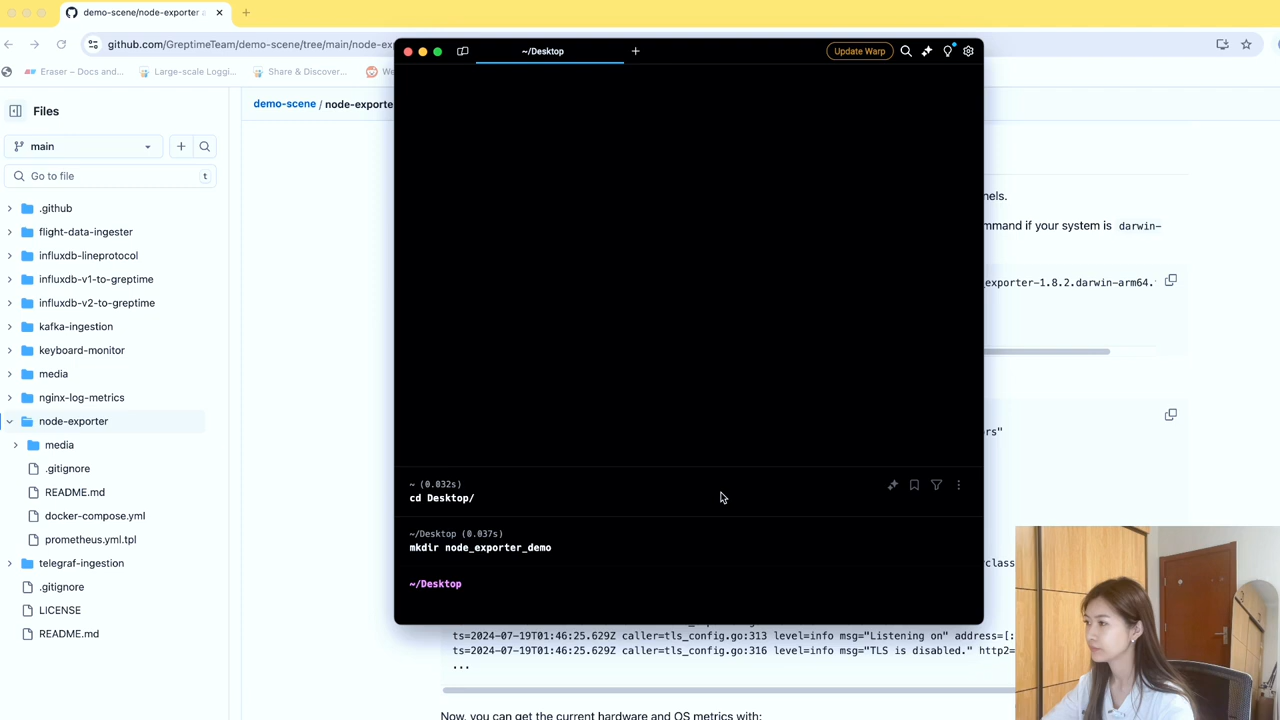 demo-scene/node-exporter a
github.com/GreptimeTeam/demo-scene/tree/main/node-ex
Eraser – Docs and...
Large-scale Loggi...
Share & Discover...
We
~/Desktop
Update Warp
Files
demo-scene / node-exporte
main
Go to file
t
.github
flight-data-ingester
influxdb-lineprotocol
influxdb-v1-to-greptime
influxdb-v2-to-greptime
kafka-ingestion
keyboard-monitor
media
nginx-log-metrics
node-exporter
media
.gitignore
README.md
docker-compose.yml
prometheus.yml.tpl
telegraf-ingestion
.gitignore
LICENSE
README.md
nels.
mmand if your system is darwin-
exporter-1.8.2.darwin-arm64.
rs"
~ (0.032s)
cd Desktop/
~/Desktop (0.037s)
mkdir node_exporter_demo
~/Desktop
rclass
ts=2024-07-19T01:46:25.629Z caller=tls_config.go:313 level=info msg="Listening on" address=[:
ts=2024-07-19T01:46:25.629Z caller=tls_config.go:316 level=info msg="TLS is disabled." http2=
...
Now, you can get the current hardware and OS metrics with: